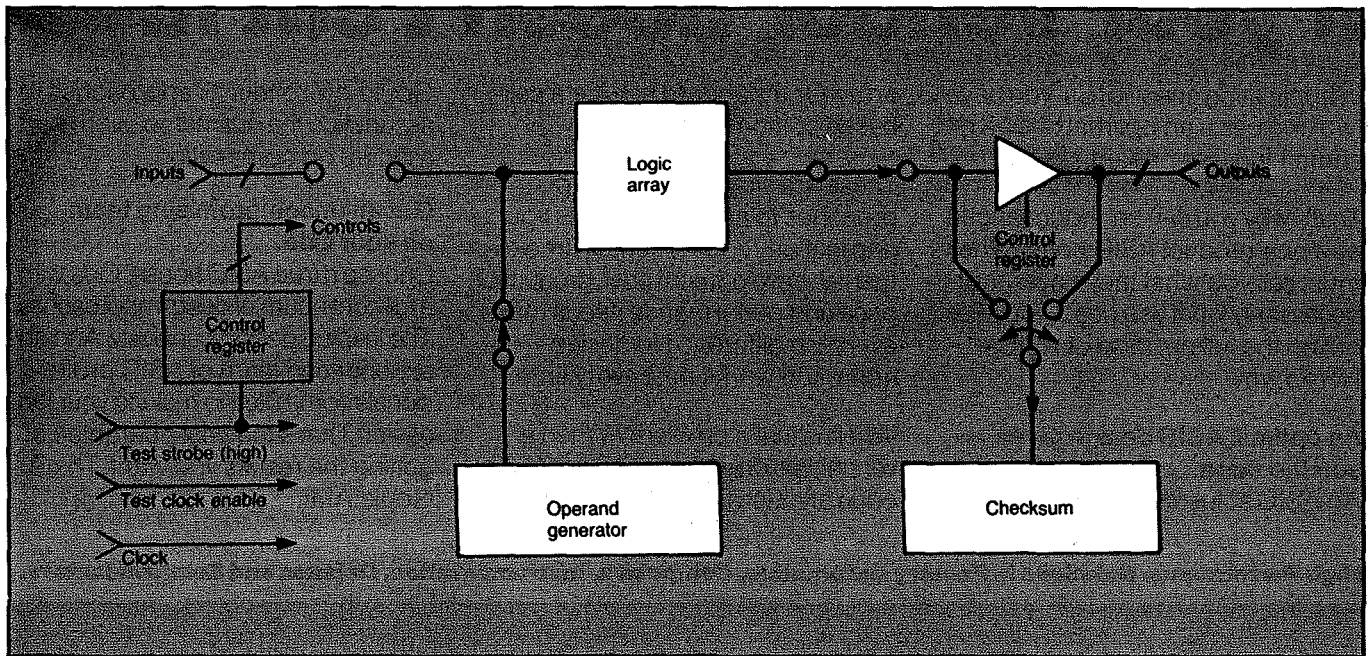 Logic
array
Inputs
Outputs
Controls
Control
register
Control
register
Test strobe (high)
Test clock enable
Clock
Operand
generator
Checksum